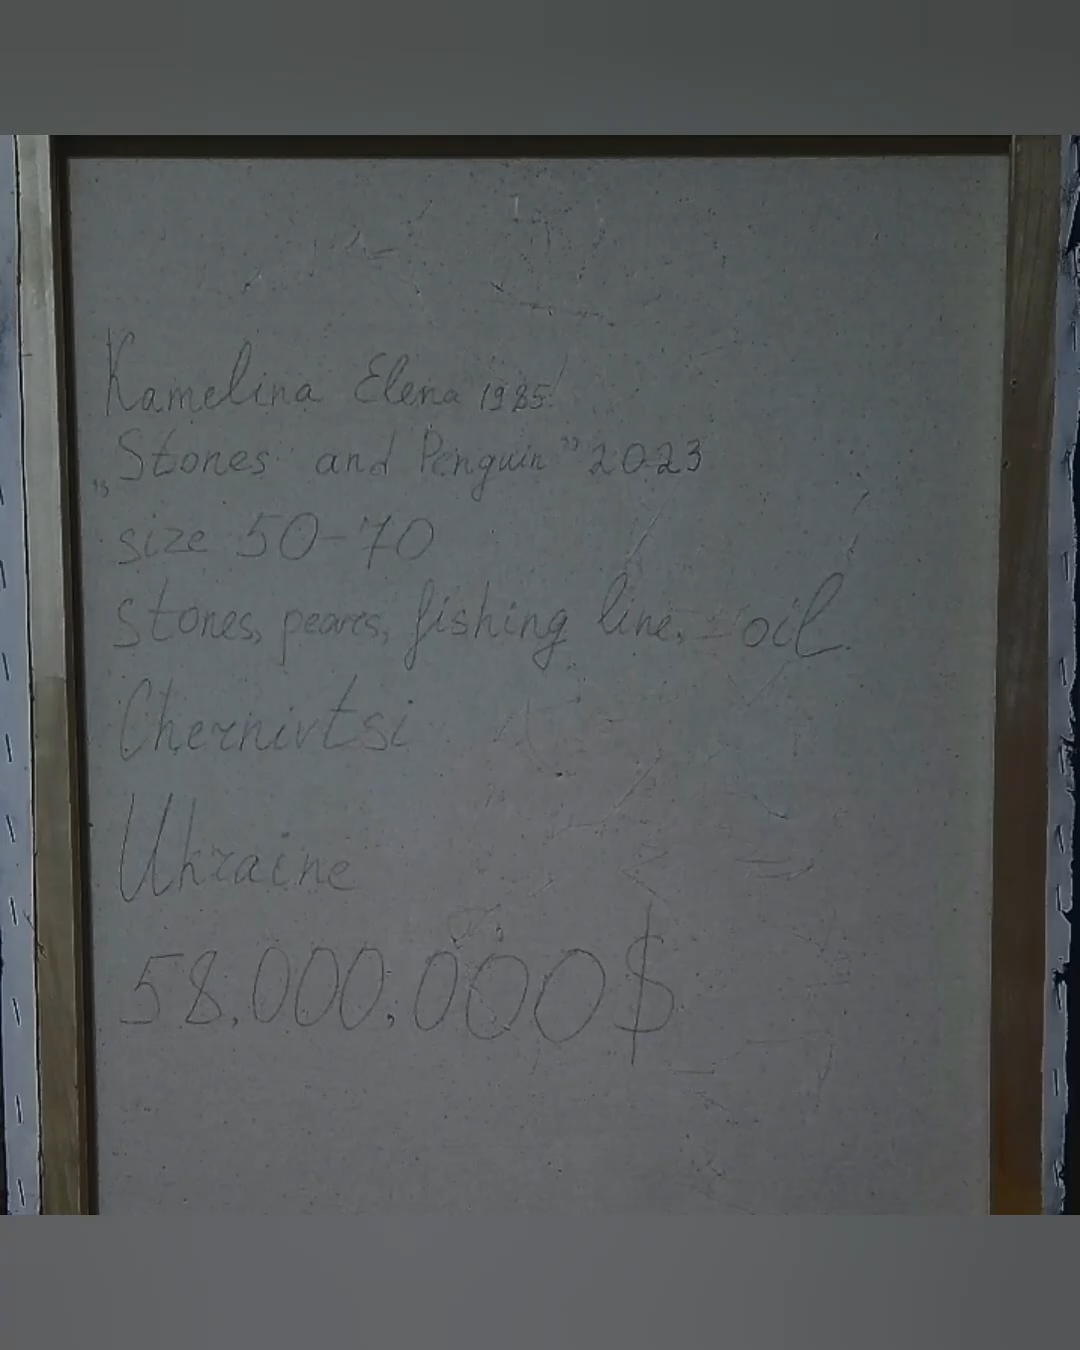 Kamelina Elena 1985
„Stones and Penguin” 2023
size 50-70
stones, pearls, fishing line, oil.
Chernivtsi
Ukraine
58.000.000$